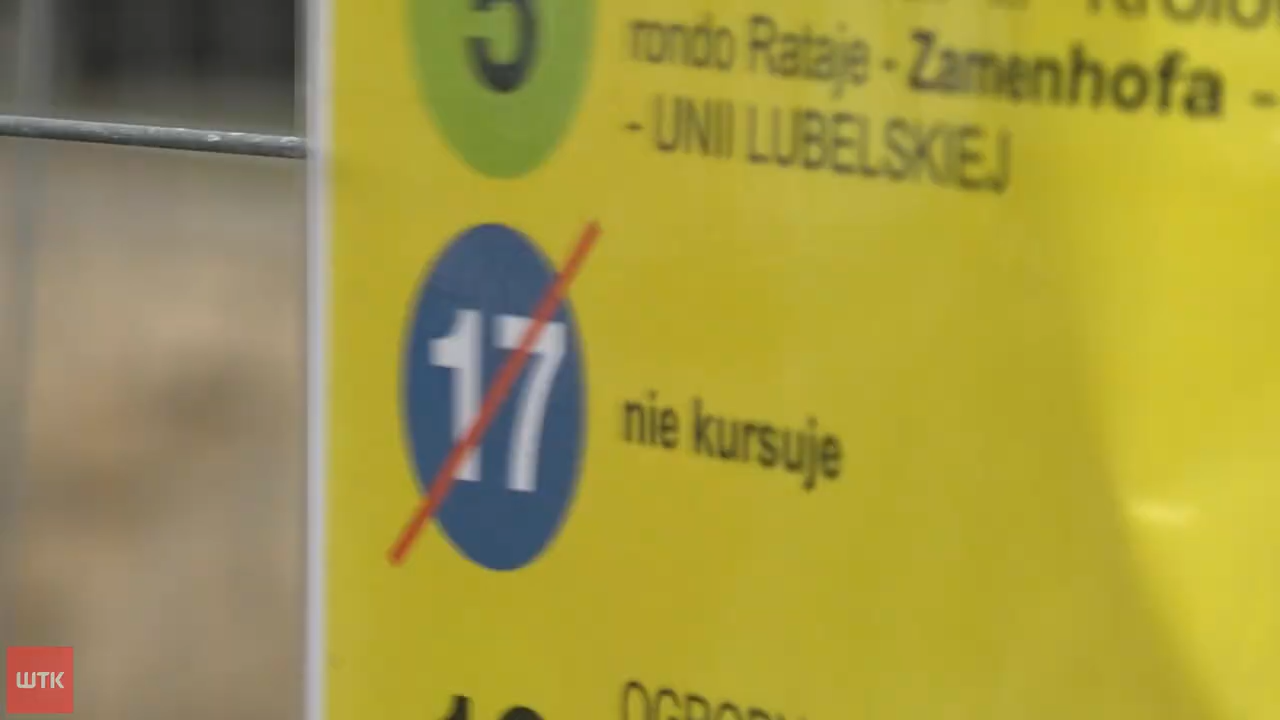 5
rondo Rataje - Zamenhofa -
- UNII LUBELSKIEJ
17
nie kursuje
WTK